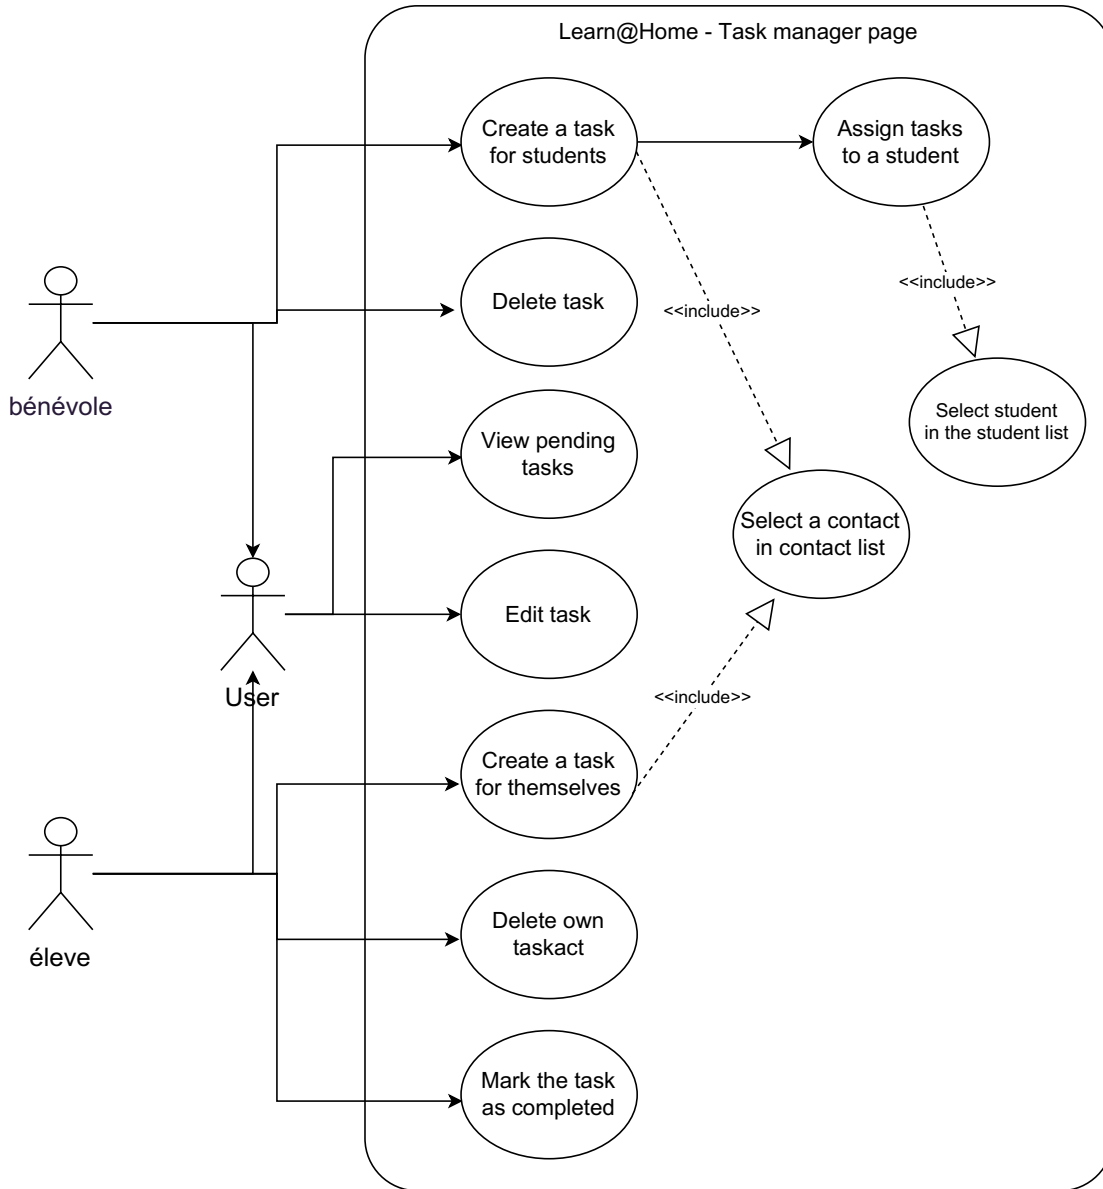 Learn@Home - Task manager page
Create a task
for students
Assign tasks
to a student
Delete task
<<include>>
<<include>>
bénévole
View pending
tasks
Select student
in the student list
Select a contact
in contact list
Edit task
User
<<include>>
Create a task
for themselves
éleve
Delete own
taskact
Mark the task
as completed